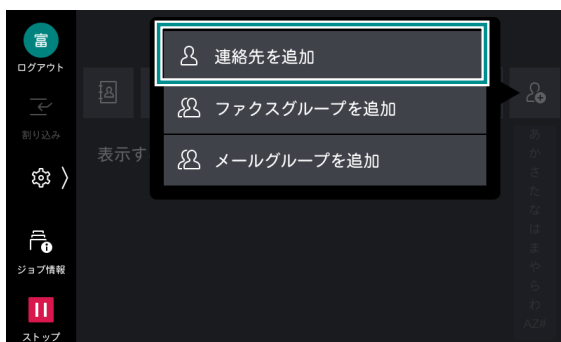 富
ログアウト
割り込み
ジョブ情報
ストップ
連絡先を追加
ファクスグループを追加
メールグループを追加
表示す
あ
か
さ
た
な
は
ま
や
ら
わ
AZ#